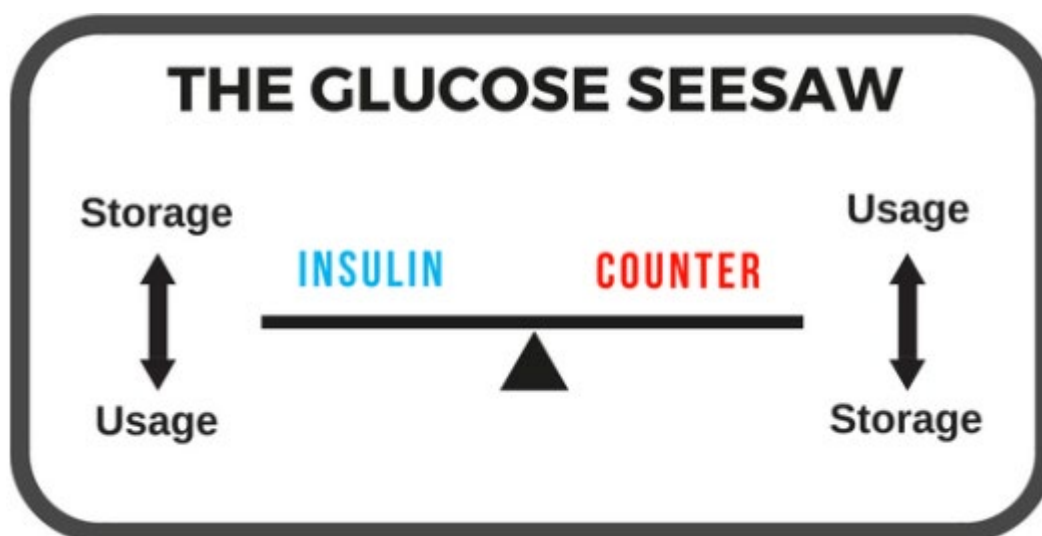 THE GLUCOSE SEESAW
Storage
Usage
INSULIN
COUNTER
Usage
Storage